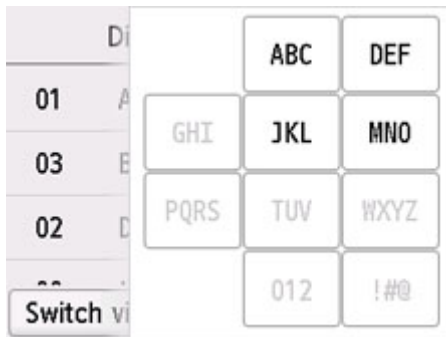 Di
01 A
03 E
02 D
Switch vi
ABC DEF
GHI JKL MNO
PQRS TUV WXYZ
012 !#@